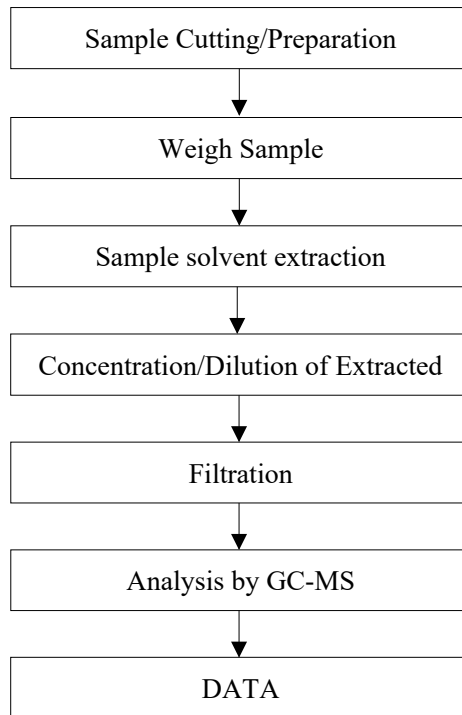 Sample Cutting/Preparation
Weigh Sample
Sample solvent extraction
Concentration/Dilution of Extracted
Filtration
Analysis by GC-MS
DATA